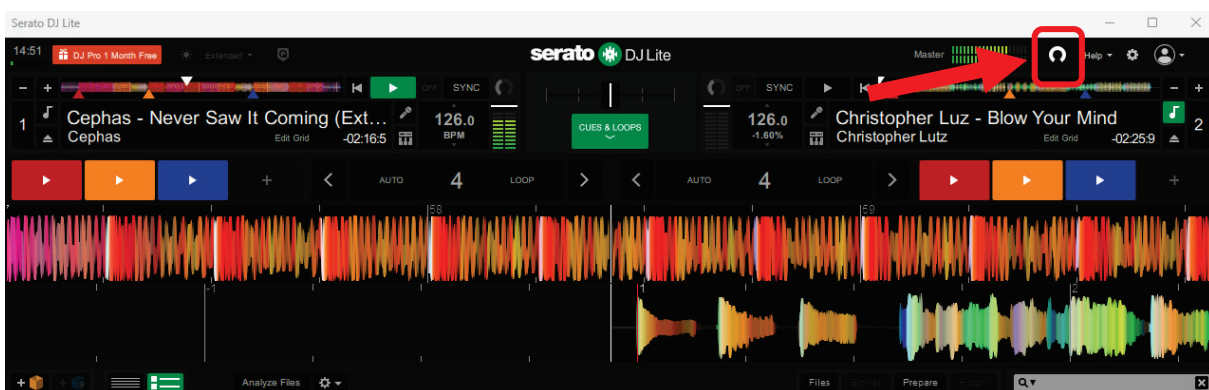 Serato DJ Lite
14:51 DJ Pro 1 Month Free Extended serato DJ Lite Master Help
- + OFF SYNC OFF SYNC - +
1 Cephas - Never Saw It Coming (Ext... 126.0 CUES & LOOPS 126.0 Christopher Luz - Blow Your Mind 2
Cephas Edit Grid -02:16:5 BPM -1.60% Christopher Lutz Edit Grid -02:25:9
+ < AUTO 4 LOOP > < AUTO 4 LOOP > +
58 59
-1 1 2
+ + Analyze Files Files Prepare